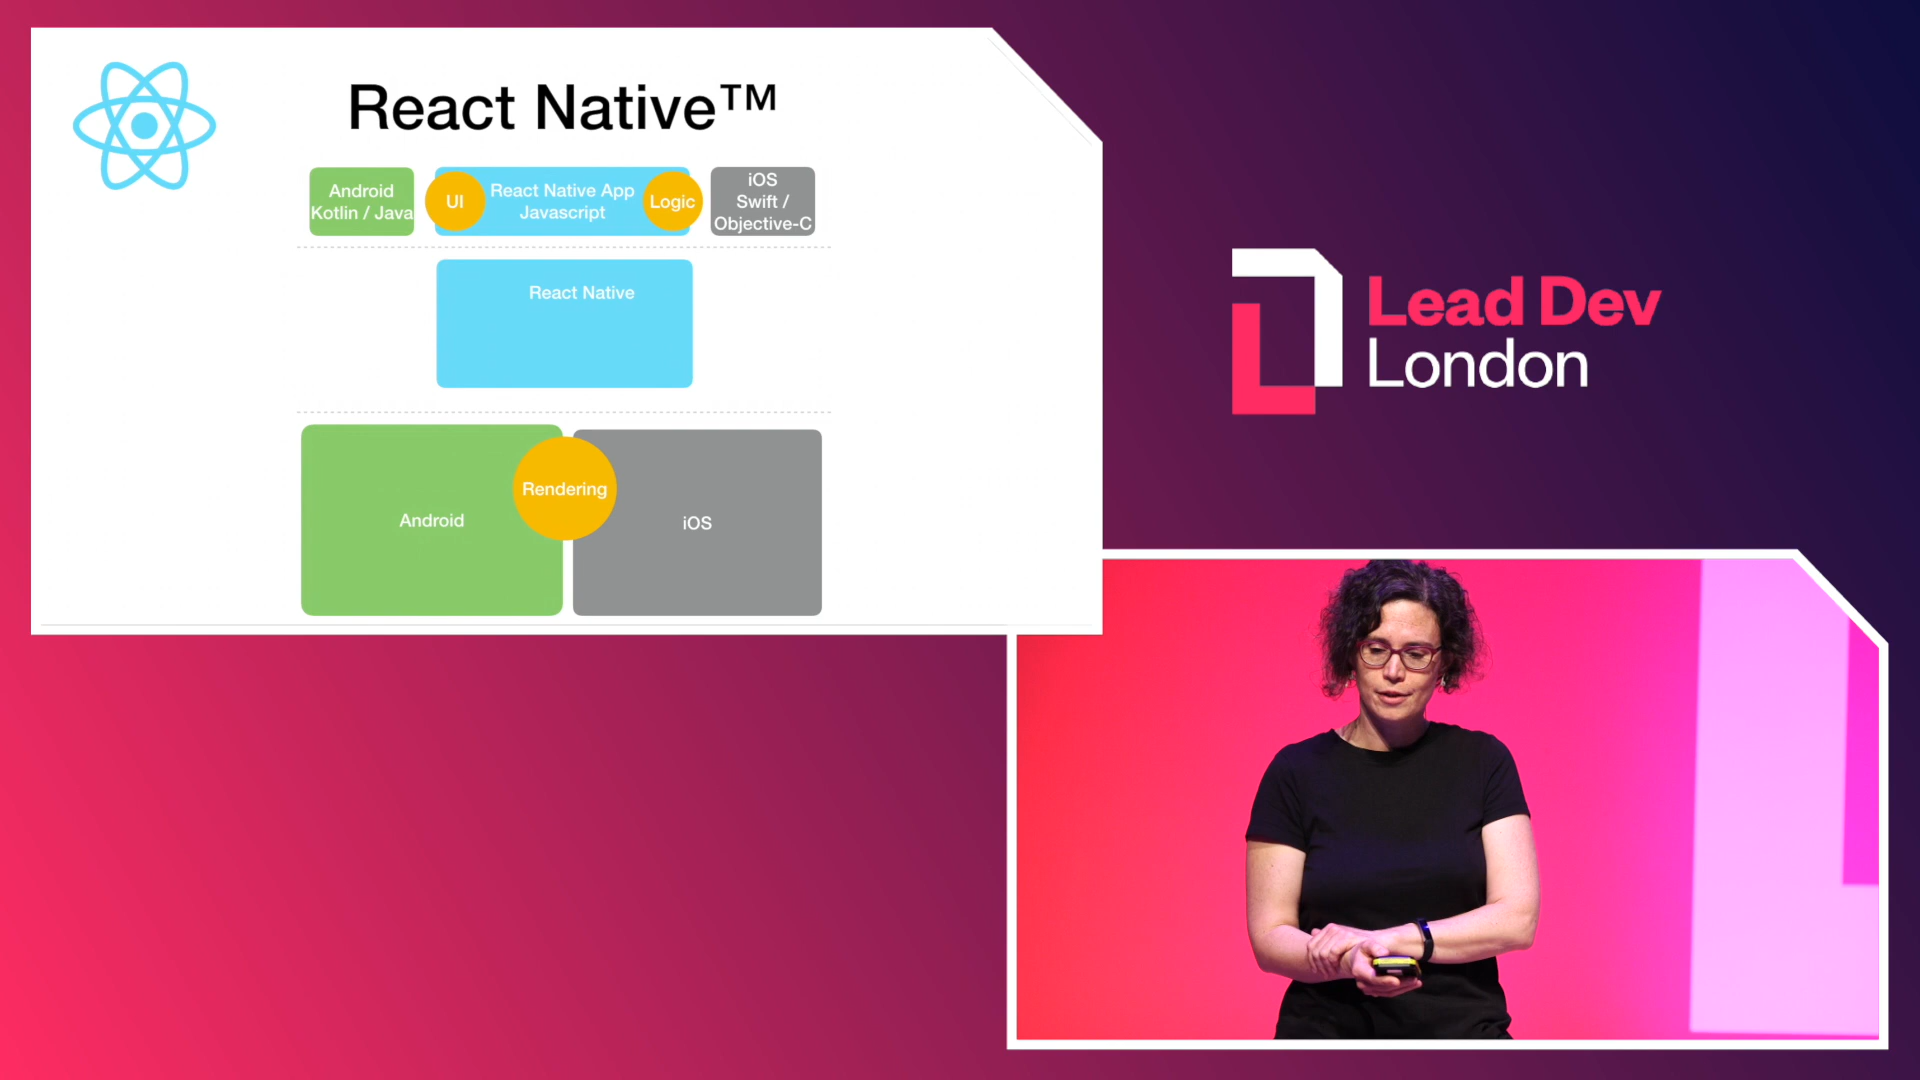 React Native™
Android
Kotlin / Java
UI
React Native App
Javascript
Logic
iOS
Swift /
Objective-C
React Native
Rendering
Android
iOS
Lead Dev
London